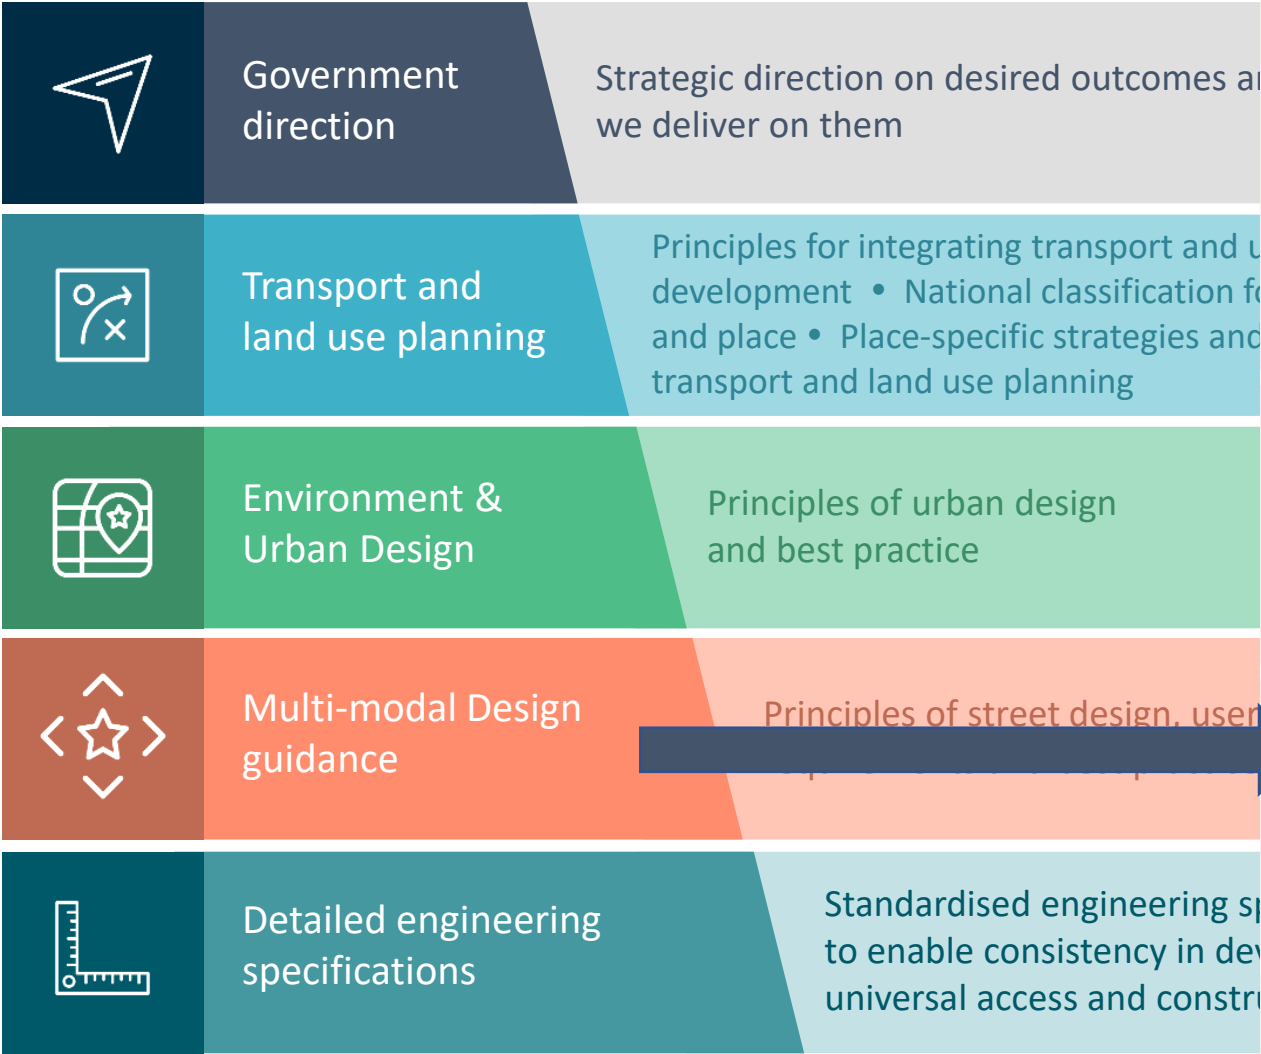 Government
direction
Strategic direction on desired outcomes
we deliver on them
Transport and
land use planning
Principles for integrating transport and
development • National classification
and place • Place-specific strategies and
transport and land use planning
Environment &
Urban Design
Principles of urban design
and best practice
Multi-modal Design
guidance
Principles of street design, user
Detailed engineering
specifications
Standardised engineering
to enable consistency in
universal access and